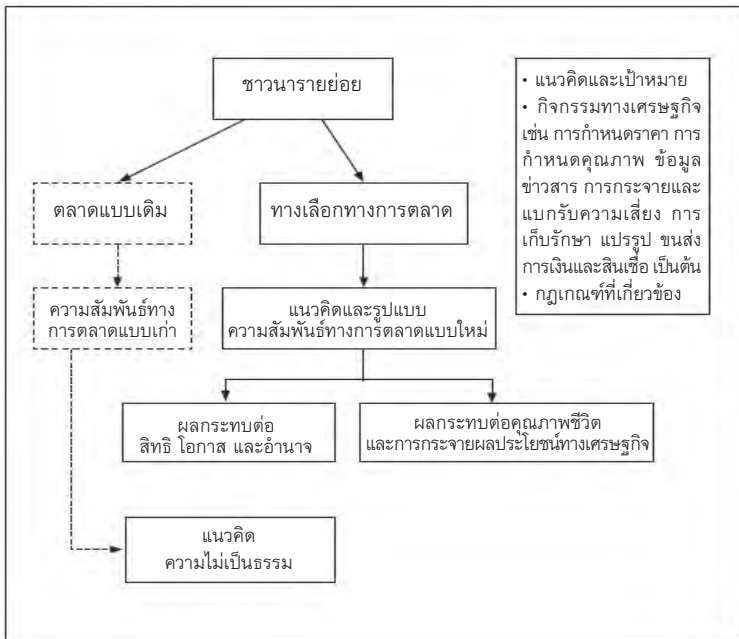 ชาวนารายย่อย
• แนวคิดและเป้าหมาย
• กิจกรรมทางเศรษฐกิจ
เช่น การกำหนดราคา การ
กำหนดคุณภาพ ข้อมูล
ข่าวสาร การกระจายและ
แบกรับความเสี่ยง การ
เก็บรักษา แปรรูป ขนส่ง
การเงินและสินเชื่อ เป็นต้น
• กฎเกณฑ์ที่เกี่ยวข้อง
ตลาดแบบเดิม
ทางเลือกทางการตลาด
ความสัมพันธ์ทาง
การตลาดแบบเก่า
แนวคิดและรูปแบบ
ความสัมพันธ์ทางการตลาดแบบใหม่
ผลกระทบต่อ
สิทธิ โอกาส และอำนาจ
ผลกระทบต่อคุณภาพชีวิต
และการกระจายผลประโยชน์ทางเศรษฐกิจ
แนวคิด
ความไม่เป็นธรรม